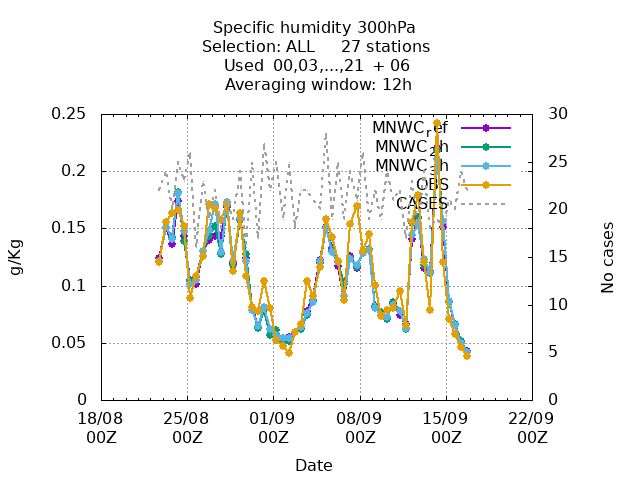 Specific humidity 300hPa
Selection: ALL 27 stations
Used 00,03,...,21 + 06
Averaging window: 12h
0.25
0.2
0.15
0.1
0.05
0
30
25
20
15
10
5
0
g/Kg
No cases
MNWCref
MNWC2h
MNWC3h
OBS
CASES
18/08 25/08 01/09 08/09 15/09 22/09
00Z 00Z 00Z 00Z 00Z 00Z
Date